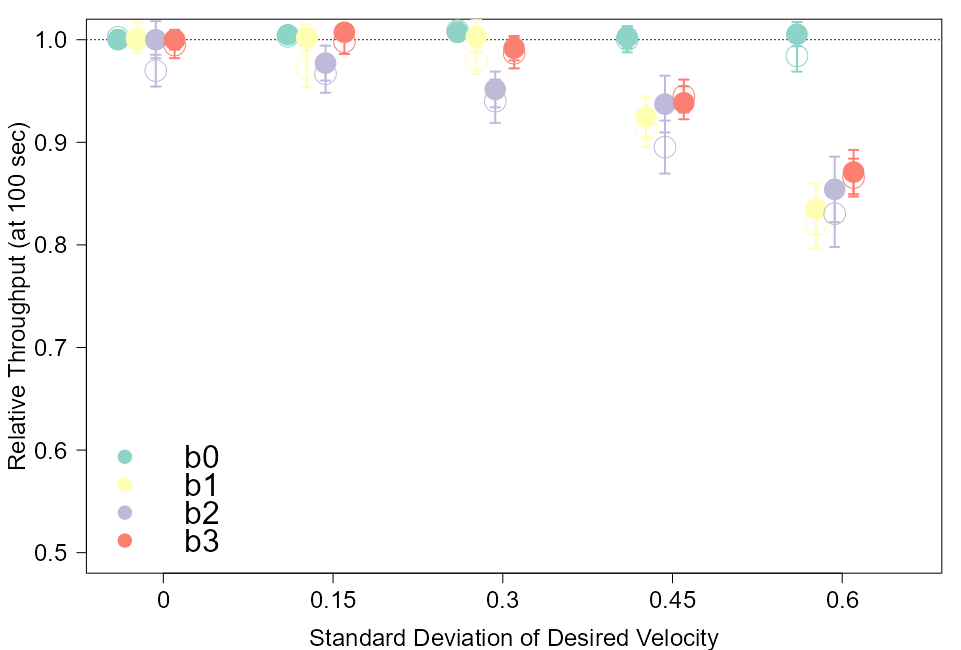 Relative Throughput (at 100 sec)
1.0
0.9
0.8
0.7
0.6
0.5
b0
b1
b2
b3
0 0.15 0.3 0.45 0.6
Standard Deviation of Desired Velocity